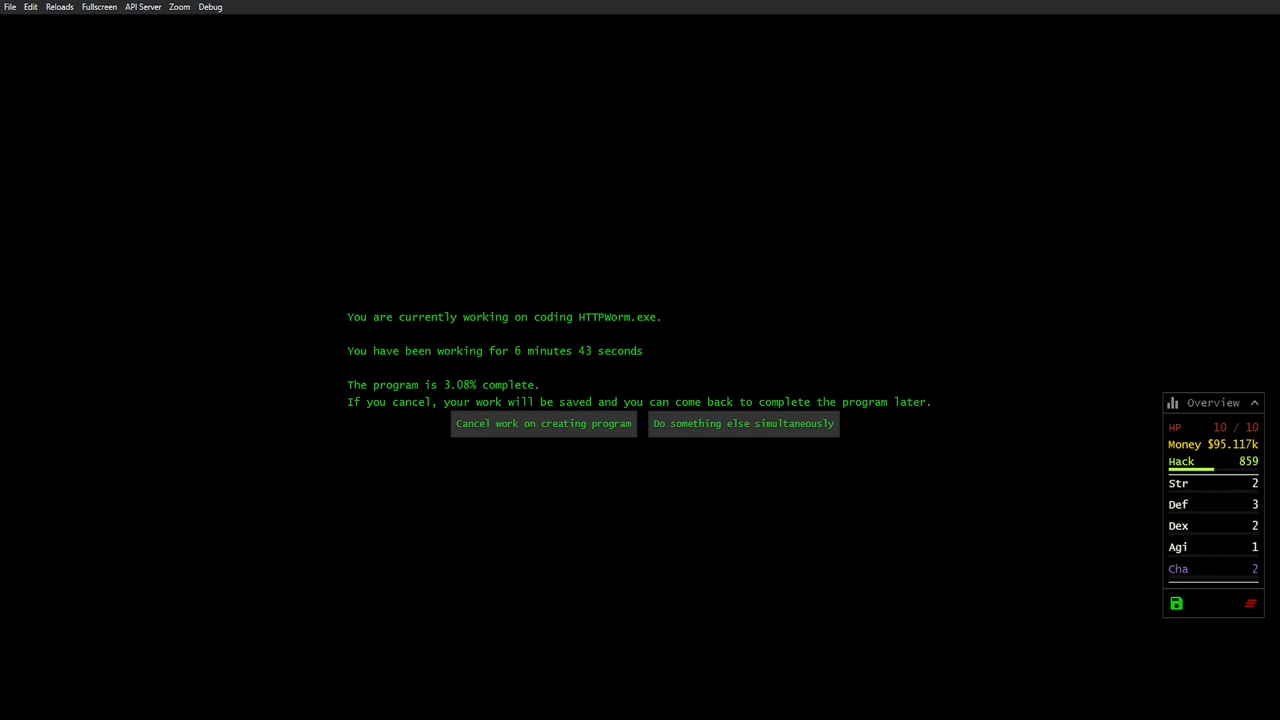 File Edit Reloads Fullscreen API Server Zoom Debug
You are currently working on coding HTTPWorm.exe.
You have been working for 6 minutes 43 seconds
The program is 3.08% complete.
If you cancel, your work will be saved and you can come back to complete the program later.
Cancel work on creating program Do something else simultaneously
Overview
HP 10 / 10
Money $95.117k
Hack 859
Str 2
Def 3
Dex 2
Agi 1
Cha 2